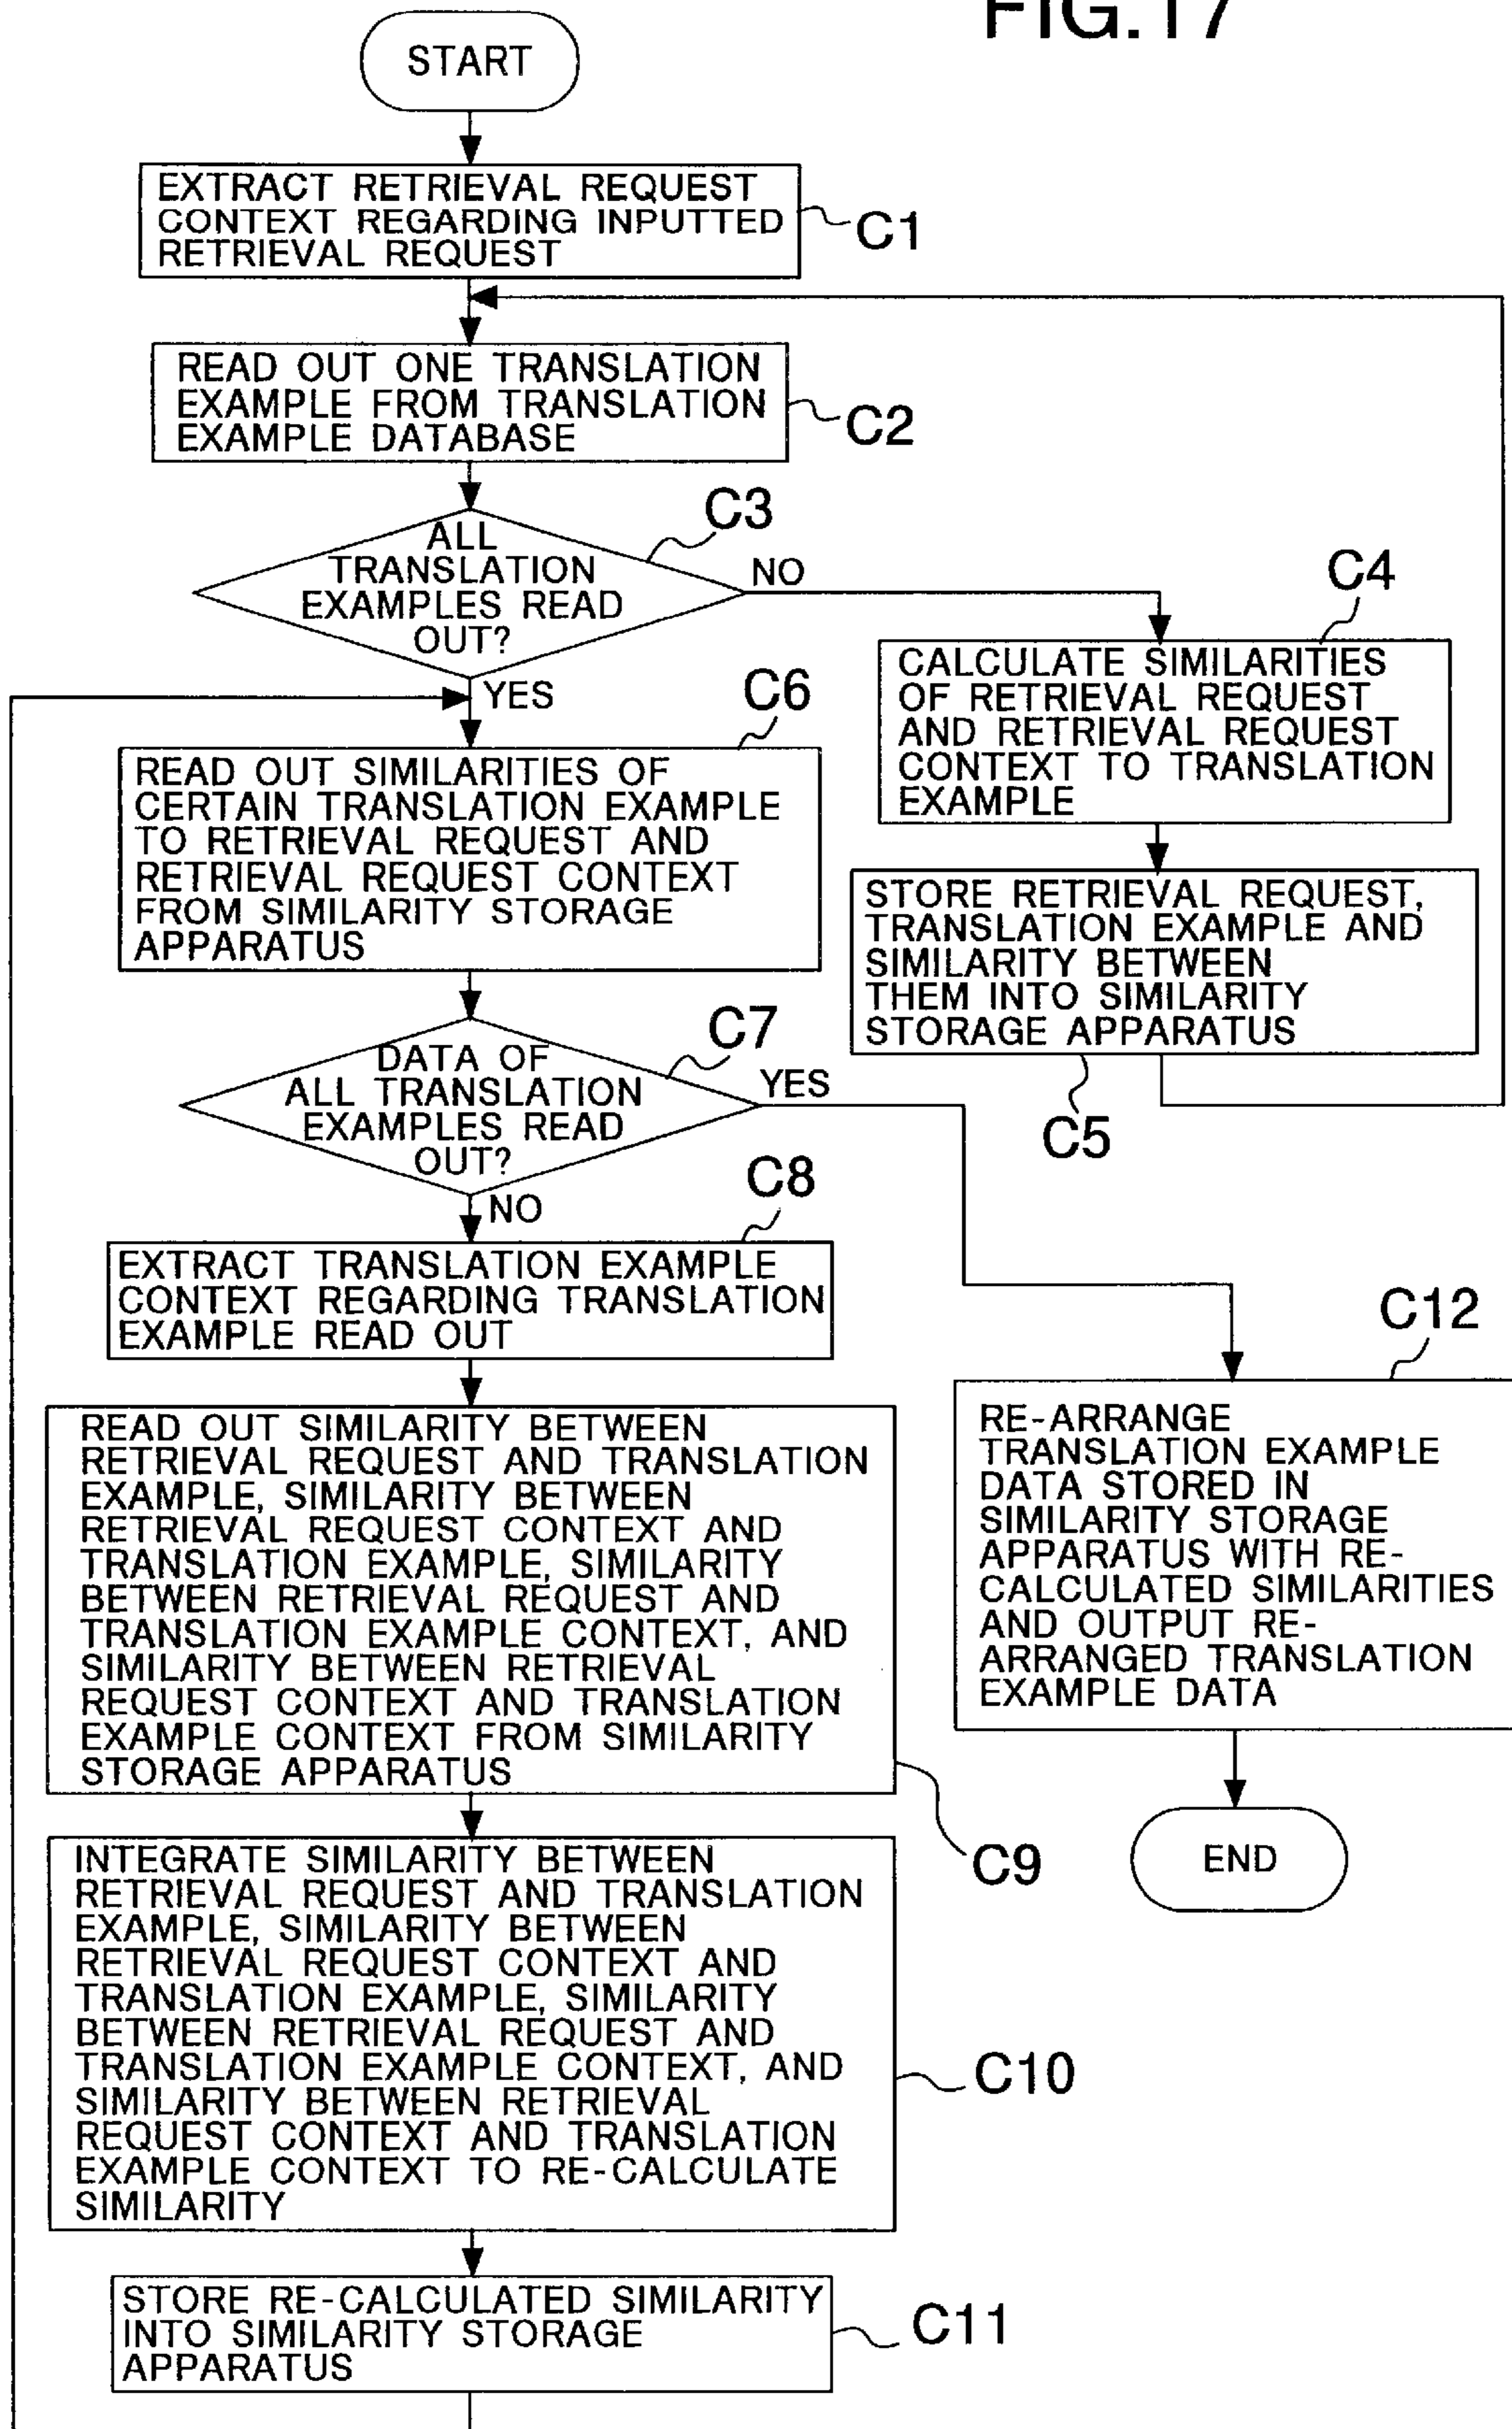 FIG.17
START
EXTRACT RETRIEVAL REQUEST
CONTEXT REGARDING INPUTTED
RETRIEVAL REQUEST
C1
READ OUT ONE TRANSLATION
EXAMPLE FROM TRANSLATION
EXAMPLE DATABASE
C2
C3
ALL
TRANSLATION
EXAMPLES READ
OUT?
NO
YES
C4
CALCULATE SIMILARITIES
OF RETRIEVAL REQUEST
AND RETRIEVAL REQUEST
CONTEXT TO TRANSLATION
EXAMPLE
STORE RETRIEVAL REQUEST,
TRANSLATION EXAMPLE AND
SIMILARITY BETWEEN
THEM INTO SIMILARITY
STORAGE APPARATUS
C5
C6
READ OUT SIMILARITIES OF
CERTAIN TRANSLATION EXAMPLE
TO RETRIEVAL REQUEST AND
RETRIEVAL REQUEST CONTEXT
FROM SIMILARITY STORAGE
APPARATUS
C7
DATA OF
ALL TRANSLATION
EXAMPLES READ
OUT?
YES
NO
C8
EXTRACT TRANSLATION EXAMPLE
CONTEXT REGARDING TRANSLATION
EXAMPLE READ OUT
READ OUT SIMILARITY BETWEEN
RETRIEVAL REQUEST AND TRANSLATION
EXAMPLE, SIMILARITY BETWEEN
RETRIEVAL REQUEST CONTEXT AND
TRANSLATION EXAMPLE, SIMILARITY
BETWEEN RETRIEVAL REQUEST AND
TRANSLATION EXAMPLE CONTEXT, AND
SIMILARITY BETWEEN RETRIEVAL
REQUEST CONTEXT AND TRANSLATION
EXAMPLE CONTEXT FROM SIMILARITY
STORAGE APPARATUS
C9
INTEGRATE SIMILARITY BETWEEN
RETRIEVAL REQUEST AND TRANSLATION
EXAMPLE, SIMILARITY BETWEEN
RETRIEVAL REQUEST CONTEXT AND
TRANSLATION EXAMPLE, SIMILARITY
BETWEEN RETRIEVAL REQUEST AND
TRANSLATION EXAMPLE CONTEXT, AND
SIMILARITY BETWEEN RETRIEVAL
REQUEST CONTEXT AND TRANSLATION
EXAMPLE CONTEXT TO RE-CALCULATE
SIMILARITY
C10
STORE RE-CALCULATED SIMILARITY
INTO SIMILARITY STORAGE
APPARATUS
C11
C12
RE-ARRANGE
TRANSLATION EXAMPLE
DATA STORED IN
SIMILARITY STORAGE
APPARATUS WITH RE-
CALCULATED SIMILARITIES
AND OUTPUT RE-
ARRANGED TRANSLATION
EXAMPLE DATA
END